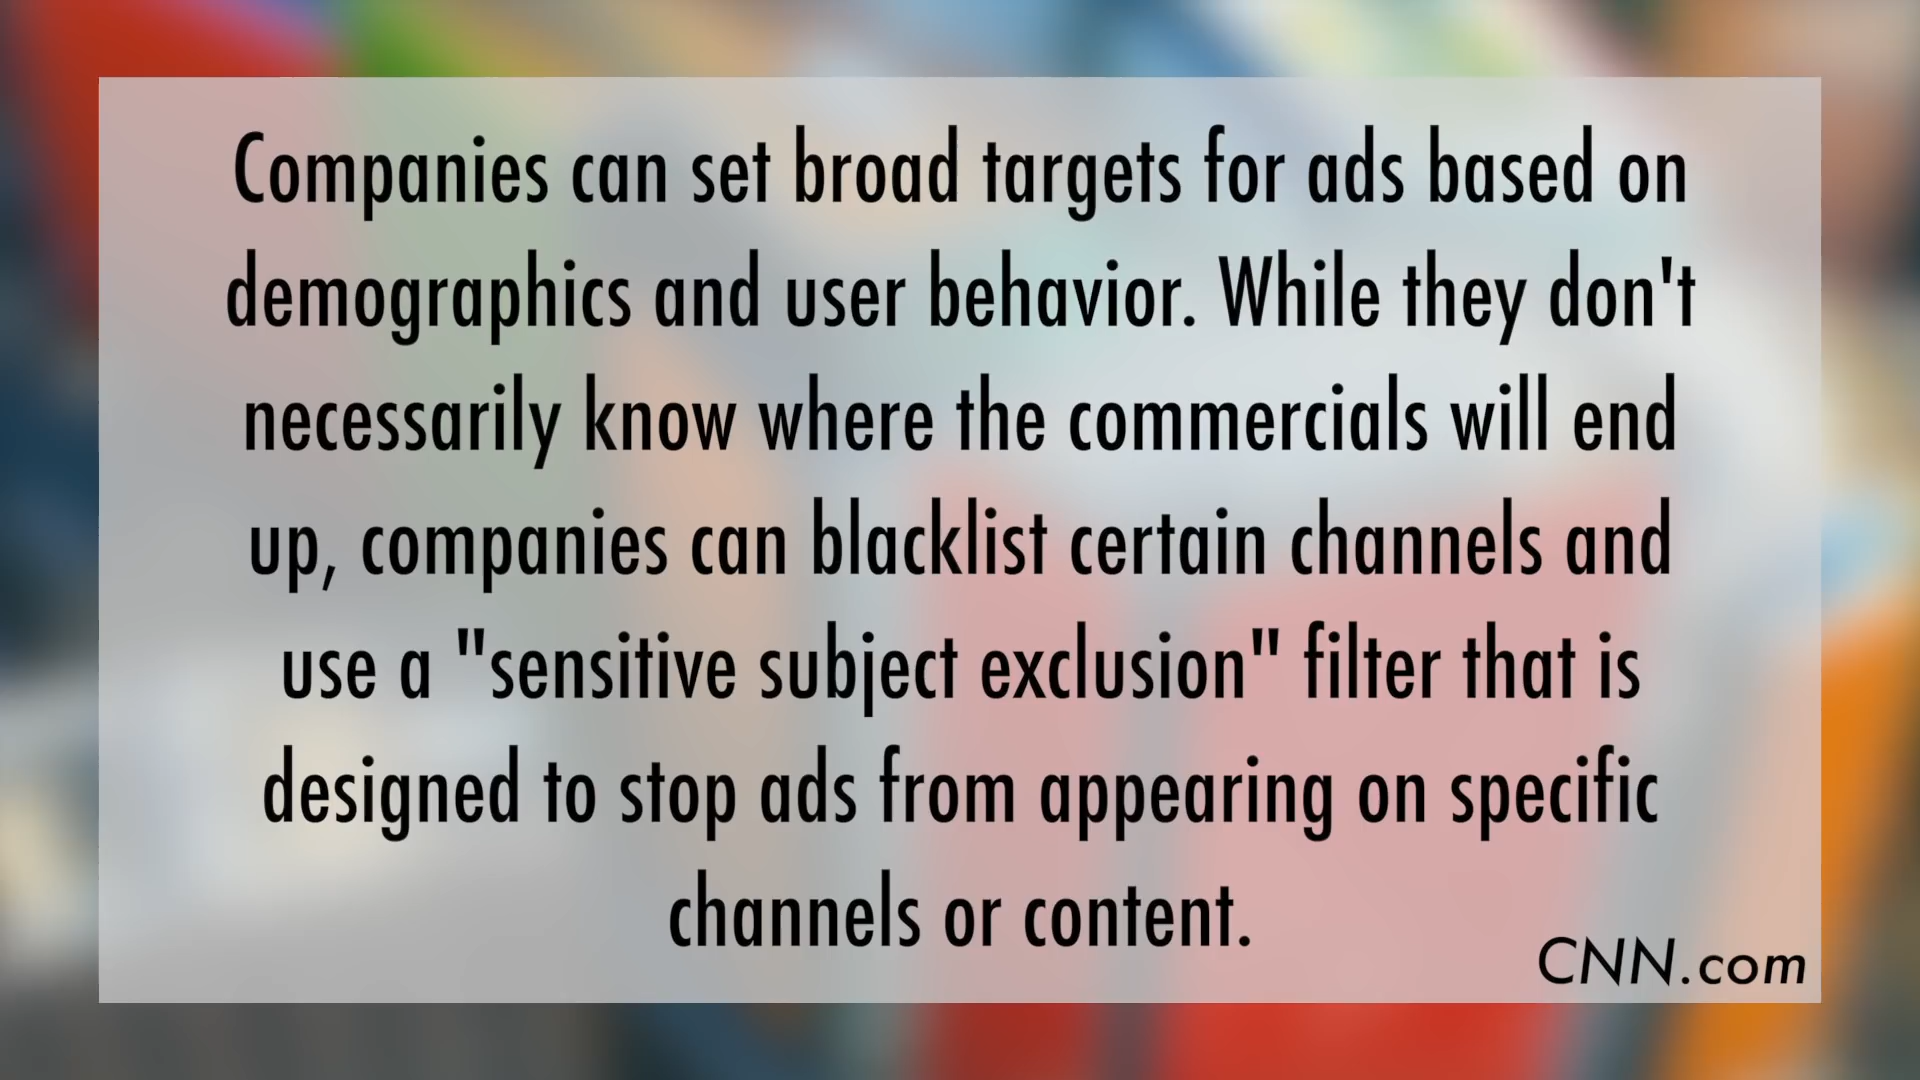 Companies can set broad targets for ads based on
demographics and user behavior. While they don't
necessarily know where the commercials will end
up, companies can blacklist certain channels and
use a "sensitive subject exclusion" filter that is
designed to stop ads from appearing on specific
channels or content.
CNN.com